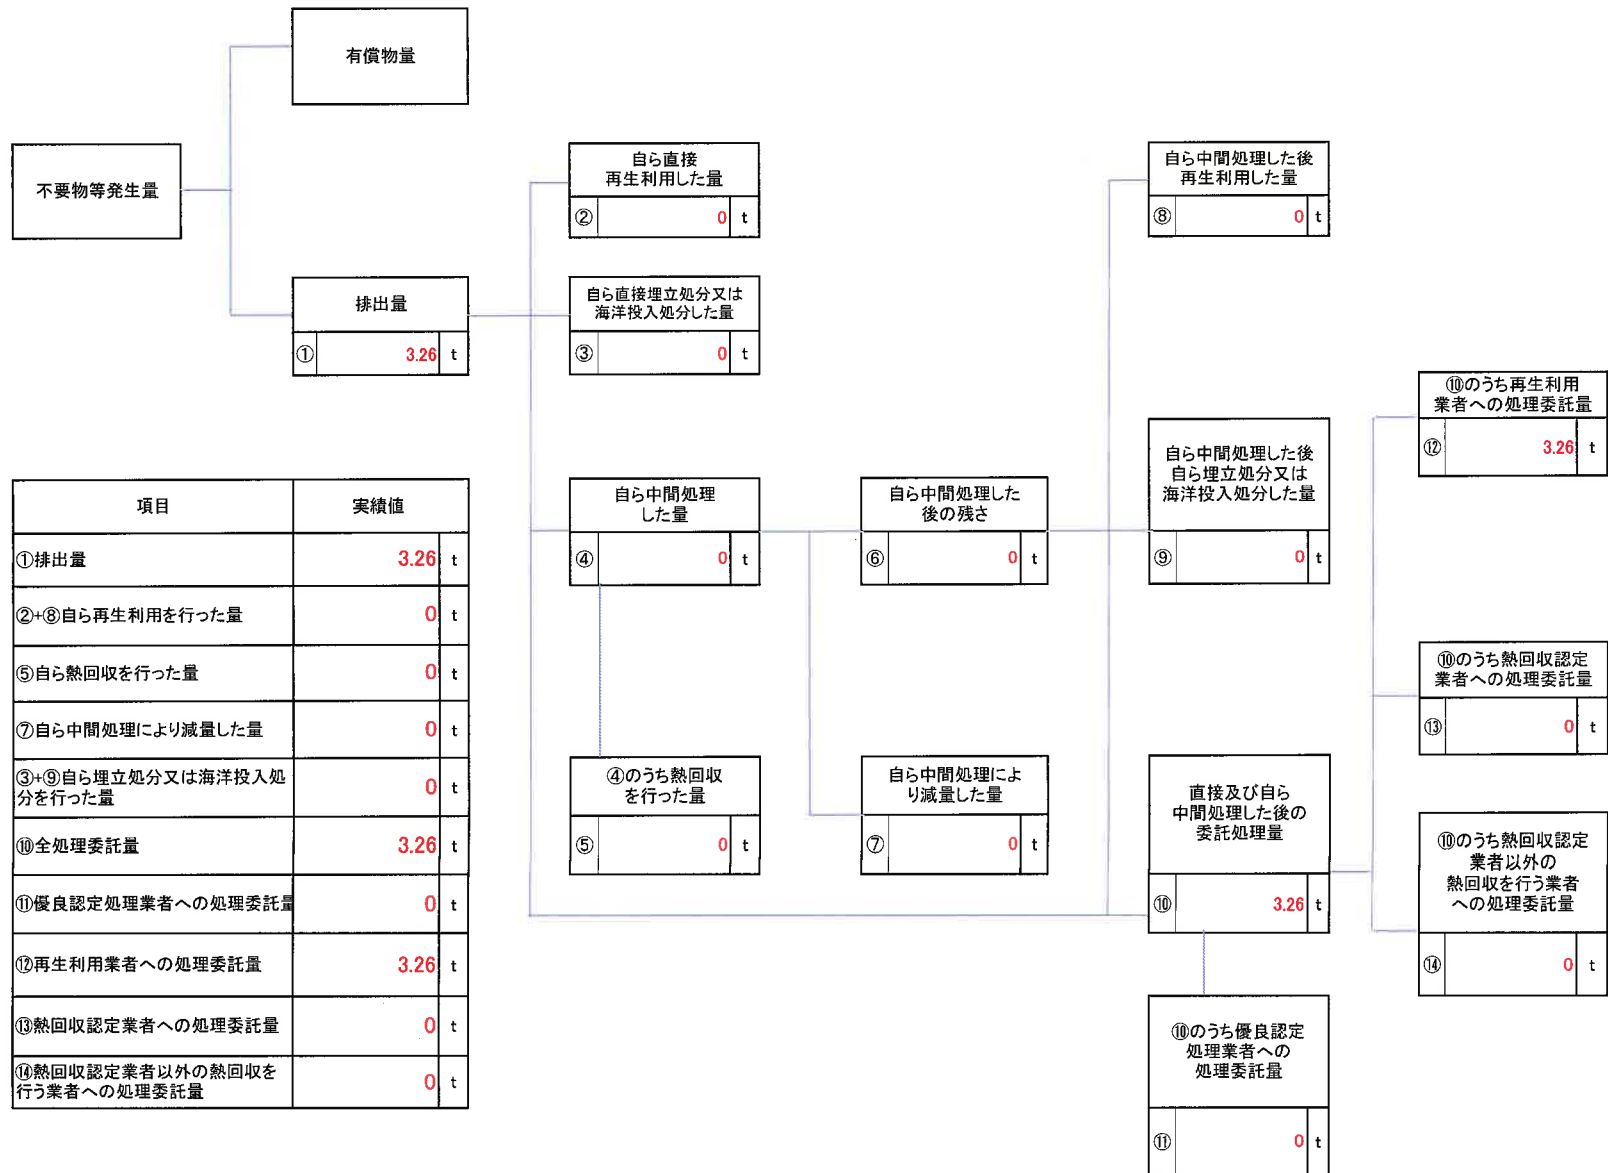 有償物量
不要物等発生量
排出量
① 3.26 t
自ら直接
再生利用した量
② 0 t
自ら直接埋立処分又は
海洋投入処分した量
③ 0 t
自ら中間処理
した量
④ 0 t
④のうち熱回収
を行った量
⑤ 0 t
自ら中間処理した
後の残さ
⑥ 0 t
自ら中間処理によ
り減量した量
⑦ 0 t
自ら中間処理した後
再生利用した量
⑧ 0 t
自ら中間処理した後
自ら埋立処分又は
海洋投入処分した量
⑨ 0 t
直接及び自ら
中間処理した後の
委託処理量
⑩ 3.26 t
⑩のうち優良認定
処理業者への
処理委託量
⑪ 0 t
⑩のうち再生利用
業者への処理委託量
⑫ 3.26 t
⑩のうち熱回収認定
業者への処理委託量
⑬ 0 t
⑩のうち熱回収認定
業者以外の
熱回収を行う業者
への処理委託量
⑭ 0 t
項目 実績値
①排出量 3.26 t
②+⑧自ら再生利用を行った量 0 t
⑤自ら熱回収を行った量 0 t
⑦自ら中間処理により減量した量 0 t
③+⑨自ら埋立処分又は海洋投入処
分を行った量 0 t
⑩全処理委託量 3.26 t
⑪優良認定処理業者への処理委託量 0 t
⑫再生利用業者への処理委託量 3.26 t
⑬熱回収認定業者への処理委託量 0 t
⑭熱回収認定業者以外の熱回収を
行う業者への処理委託量 0 t